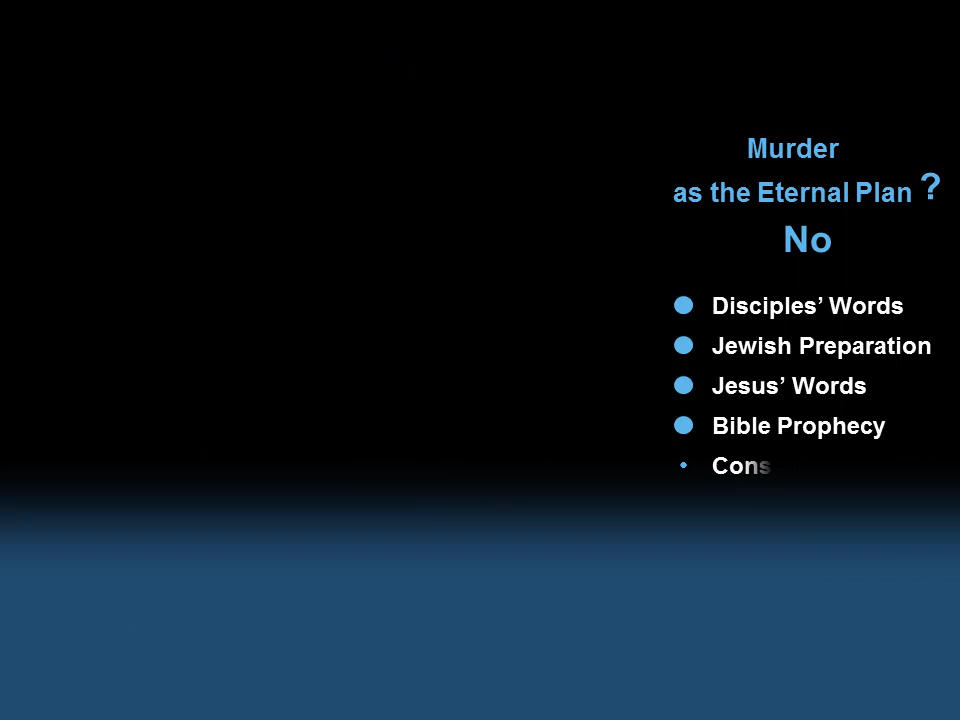 Murder
as the Eternal Plan ?
No
● Disciples’ Words
● Jewish Preparation
● Jesus’ Words
● Bible Prophecy
• Cons